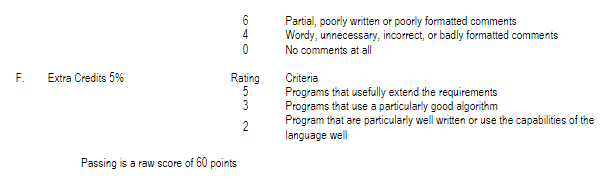 6 Partial, poorly written or poorly formatted comments
4 Wordy, unnecessary, incorrect, or badly formatted comments
0 No comments at all
F. Extra Credits 5% Rating Criteria
5 Programs that usefully extend the requirements
3 Programs that use a particularly good algorithm
2 Program that are particularly well written or use the capabilities of the
language well
Passing is a raw score of 60 points